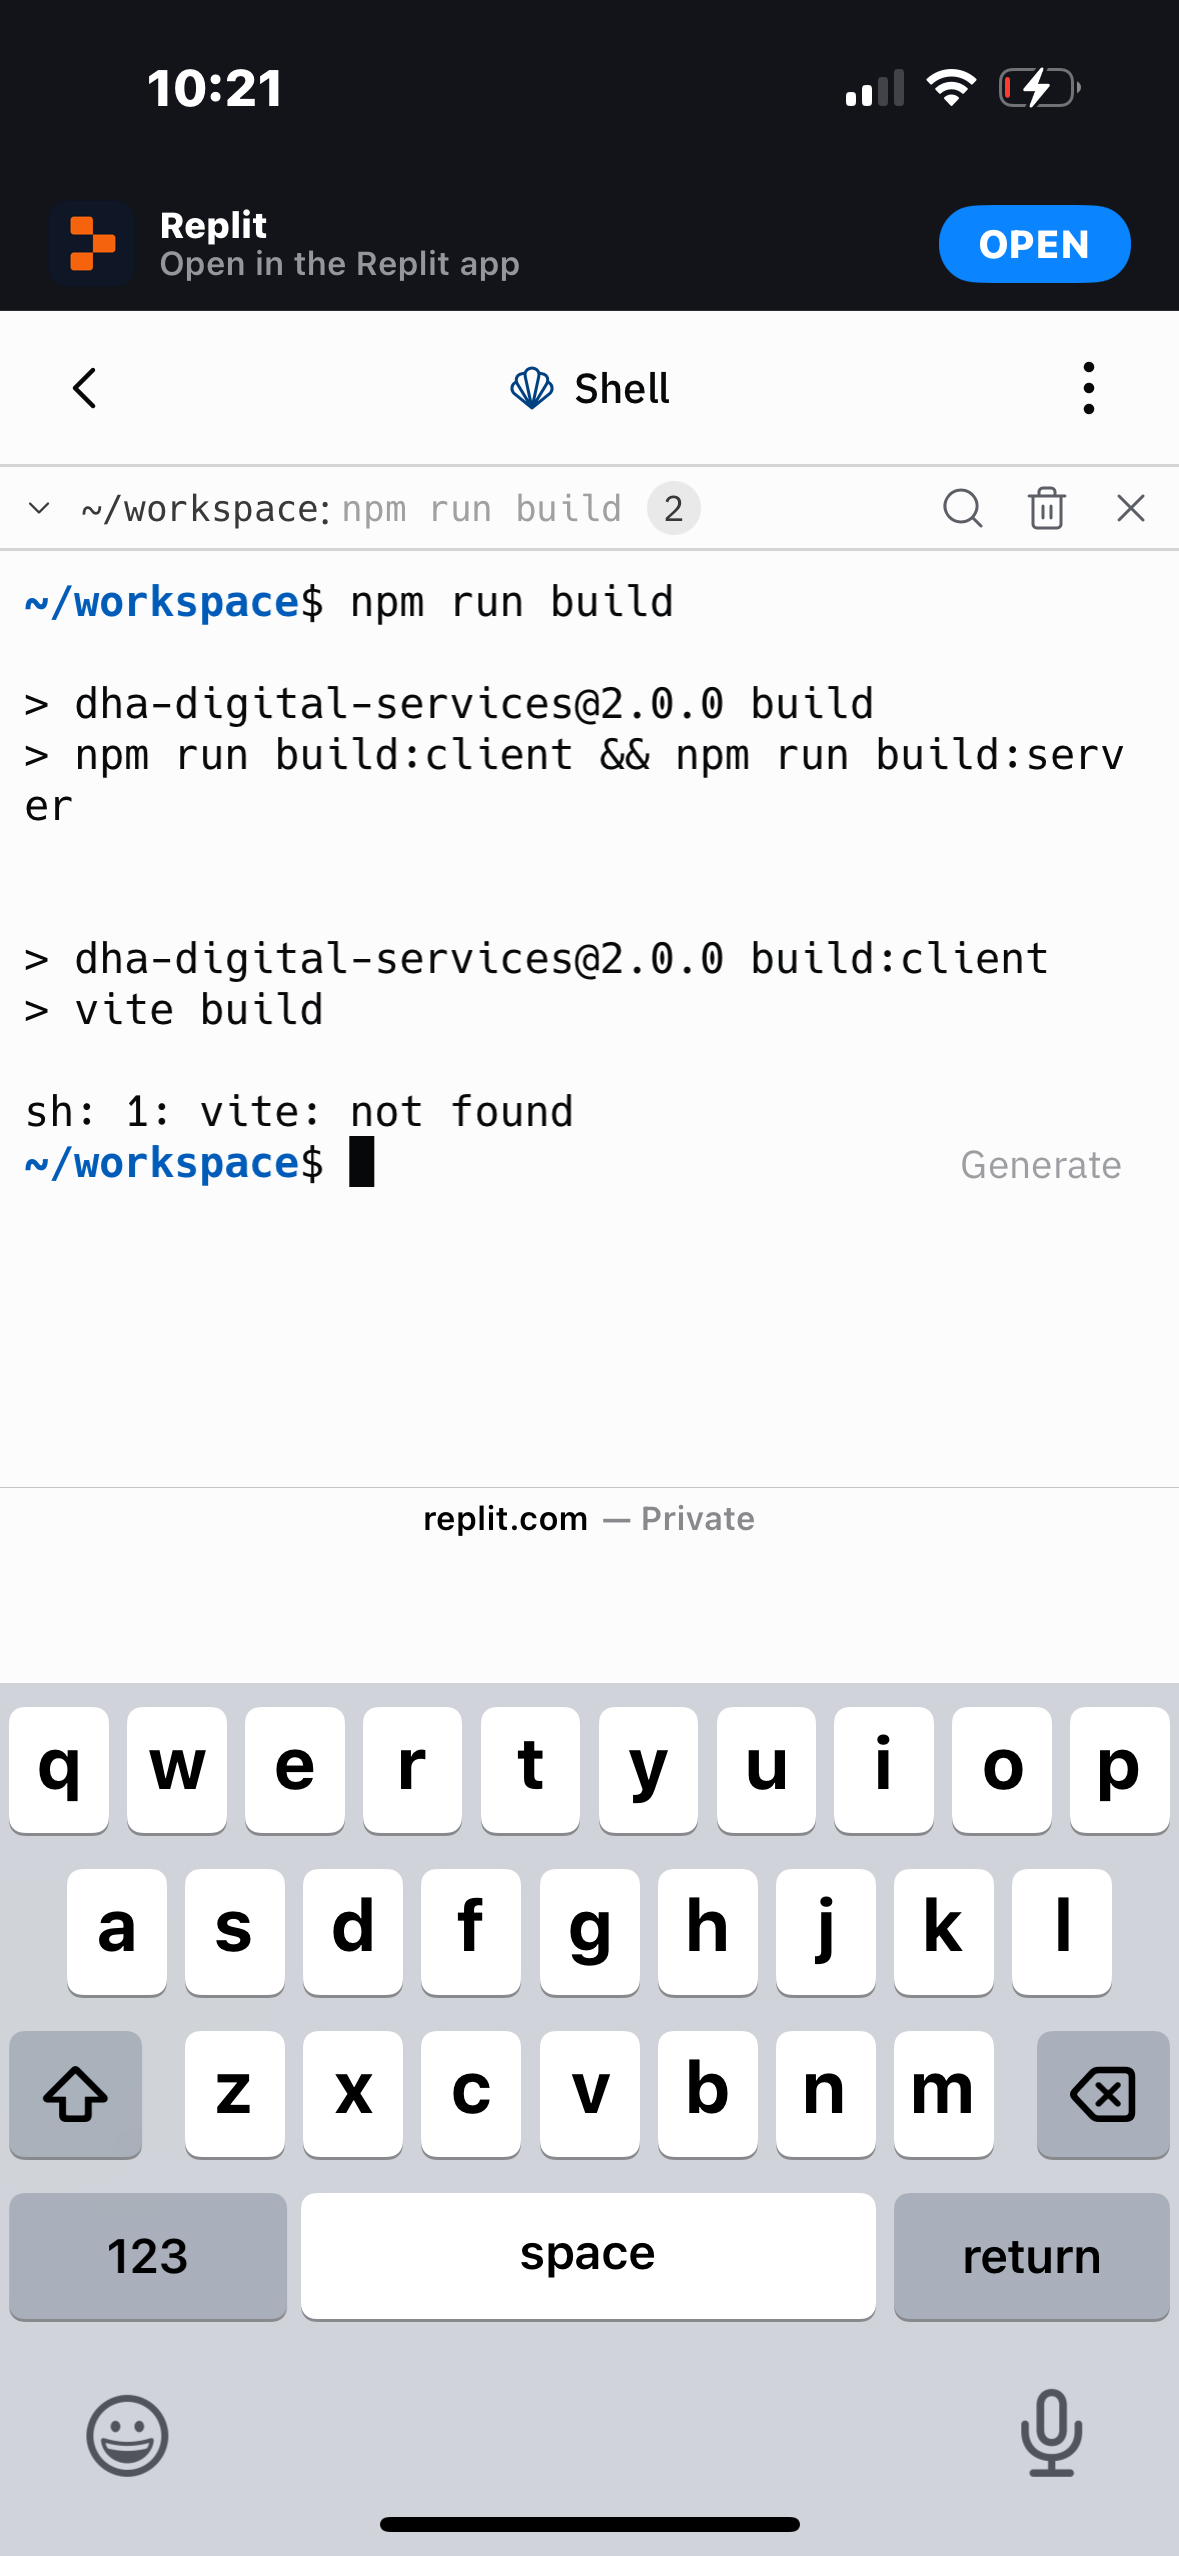 10:21
Replit
Open in the Replit app
OPEN
Shell
~/workspace: npm run build 2
~/workspace$ npm run build
> dha-digital-services@2.0.0 build
> npm run build:client && npm run build:serv
er
> dha-digital-services@2.0.0 build:client
> vite build
sh: 1: vite: not found
~/workspace$
Generate
replit.com — Private
q w e r t y u i o p
a s d f g h j k l
z x c v b n m
123 space return